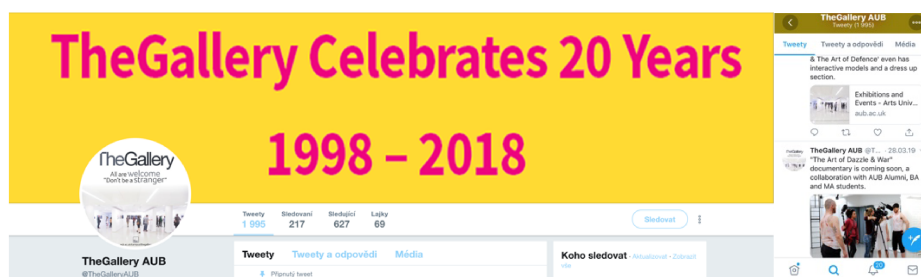 TheGallery Celebrates 20 Years
1998 – 2018
TheGallery
All are Welcome
"Don't be a stranger"
Tweety
1 995
Sledovaní
217
Sledující
627
Lajky
69
Sledovat
TheGallery AUB
@TheGalleryAUB
Tweety Tweety a odpovědi Média
Připnutý tweet
Koho sledovat · Aktualizovat · Zobrazit
vše
TheGallery AUB
Tweety (1 995)
Tweety Tweety a odpovědi Média
& The Art of Defence' even has
interactive models and a dress up
section.
Exhibitions and
Events - Arts Univ...
aub.ac.uk
TheGallery AUB @T... · 28.03.19
"The Art of Dazzle & War"
documentary is coming soon, a
collaboration with AUB Alumni, BA
and MA students.
20